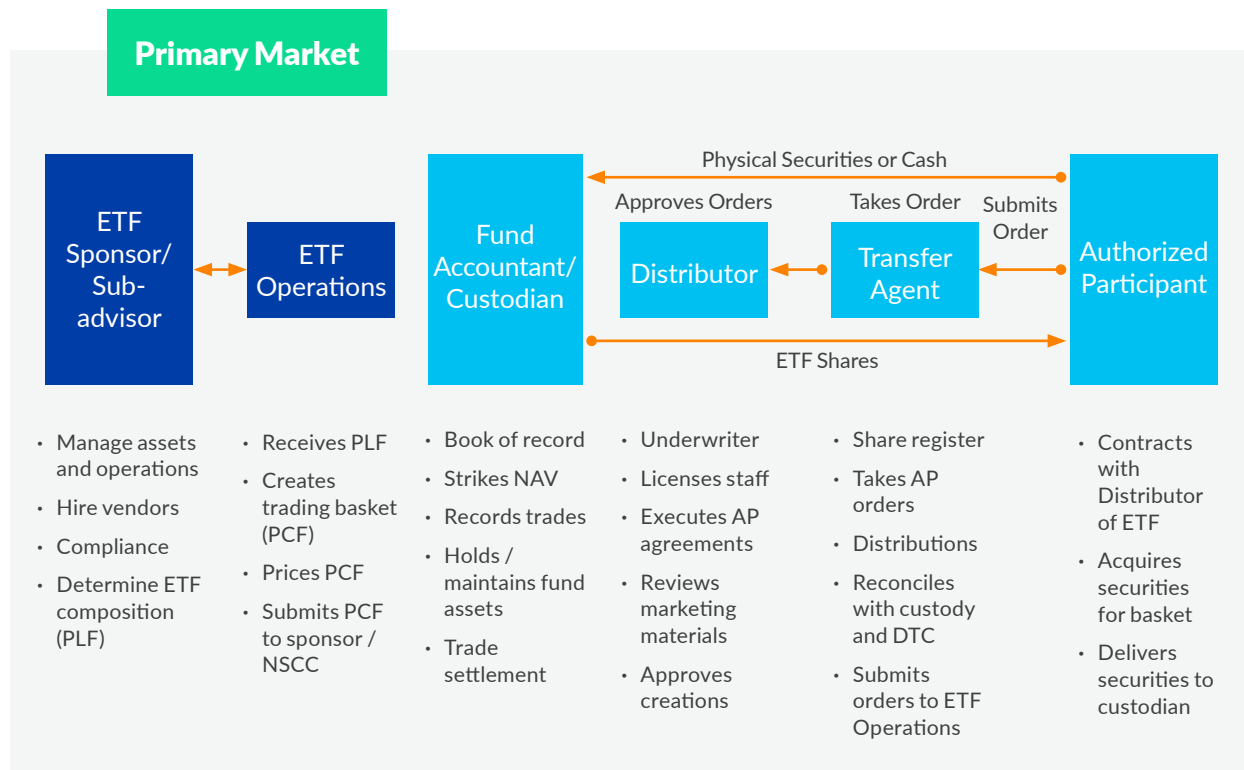 Primary Market
ETF
Sponsor/
Sub-
advisor
ETF
Operations
Fund
Accountant/
Custodian
Physical Securities or Cash
Approves Orders
Distributor
Takes Order
Transfer
Agent
Submits
Order
Authorized
Participant
ETF Shares
• Manage assets
and operations
• Hire vendors
• Compliance
• Determine ETF
composition
(PLF)
• Receives PLF
• Creates
trading basket
(PCF)
• Prices PCF
• Submits PCF
to sponsor /
NSCC
• Book of record
• Strikes NAV
• Records trades
• Holds /
maintains fund
assets
• Trade
settlement
• Underwriter
• Licenses staff
• Executes AP
agreements
• Reviews
marketing
materials
• Approves
creations
• Share register
• Takes AP
orders
• Distributions
• Reconciles
with custody
and DTC
• Submits
orders to ETF
Operations
• Contracts
with
Distributor
of ETF
• Acquires
securities
for basket
• Delivers
securities to
custodian